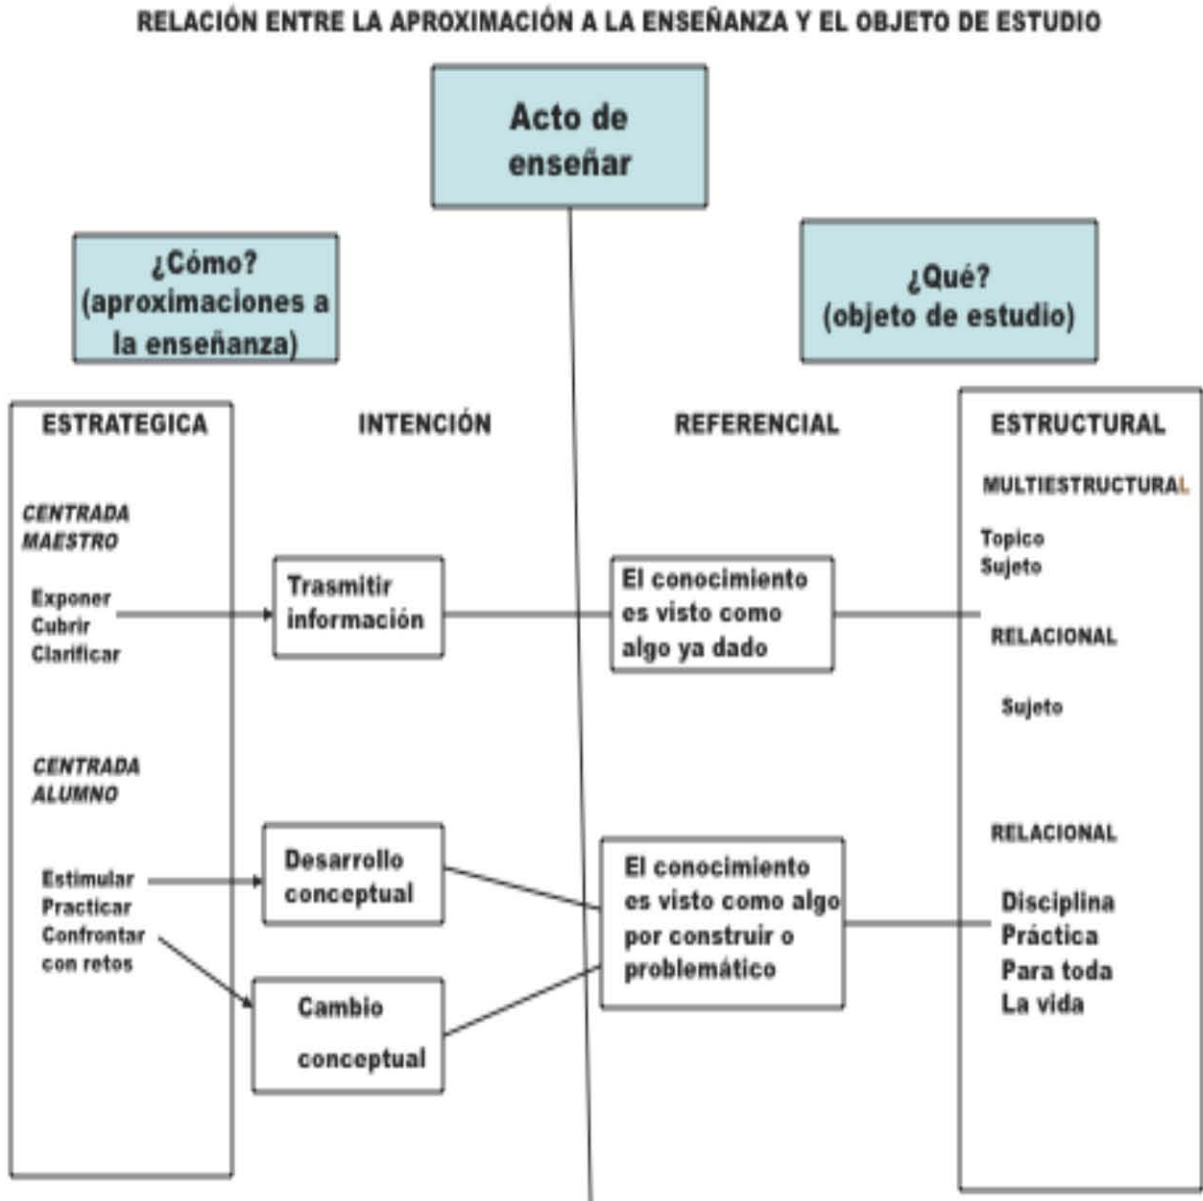 RELACIÓN ENTRE LA APROXIMACIÓN A LA ENSEÑANZA Y EL OBJETO DE ESTUDIO
Acto de
enseñar
¿Cómo?
(aproximaciones a
la enseñanza)
¿Qué?
(objeto de estudio)
ESTRATEGICA
INTENCIÓN
REFERENCIAL
ESTRUCTURAL
MULTIESTRUCTURAL
CENTRADA
MAESTRO
Exponer
Cubrir
Clarificar
Trasmitir
información
El conocimiento
es visto como
algo ya dado
Topico
Sujeto
RELACIONAL
Sujeto
CENTRADA
ALUMNO
Estimular
Practicar
Confrontar
con retos
Desarrollo
conceptual
Cambio
conceptual
El conocimiento
es visto como algo
por construir o
problemático
RELACIONAL
Disciplina
Práctica
Para toda
La vida